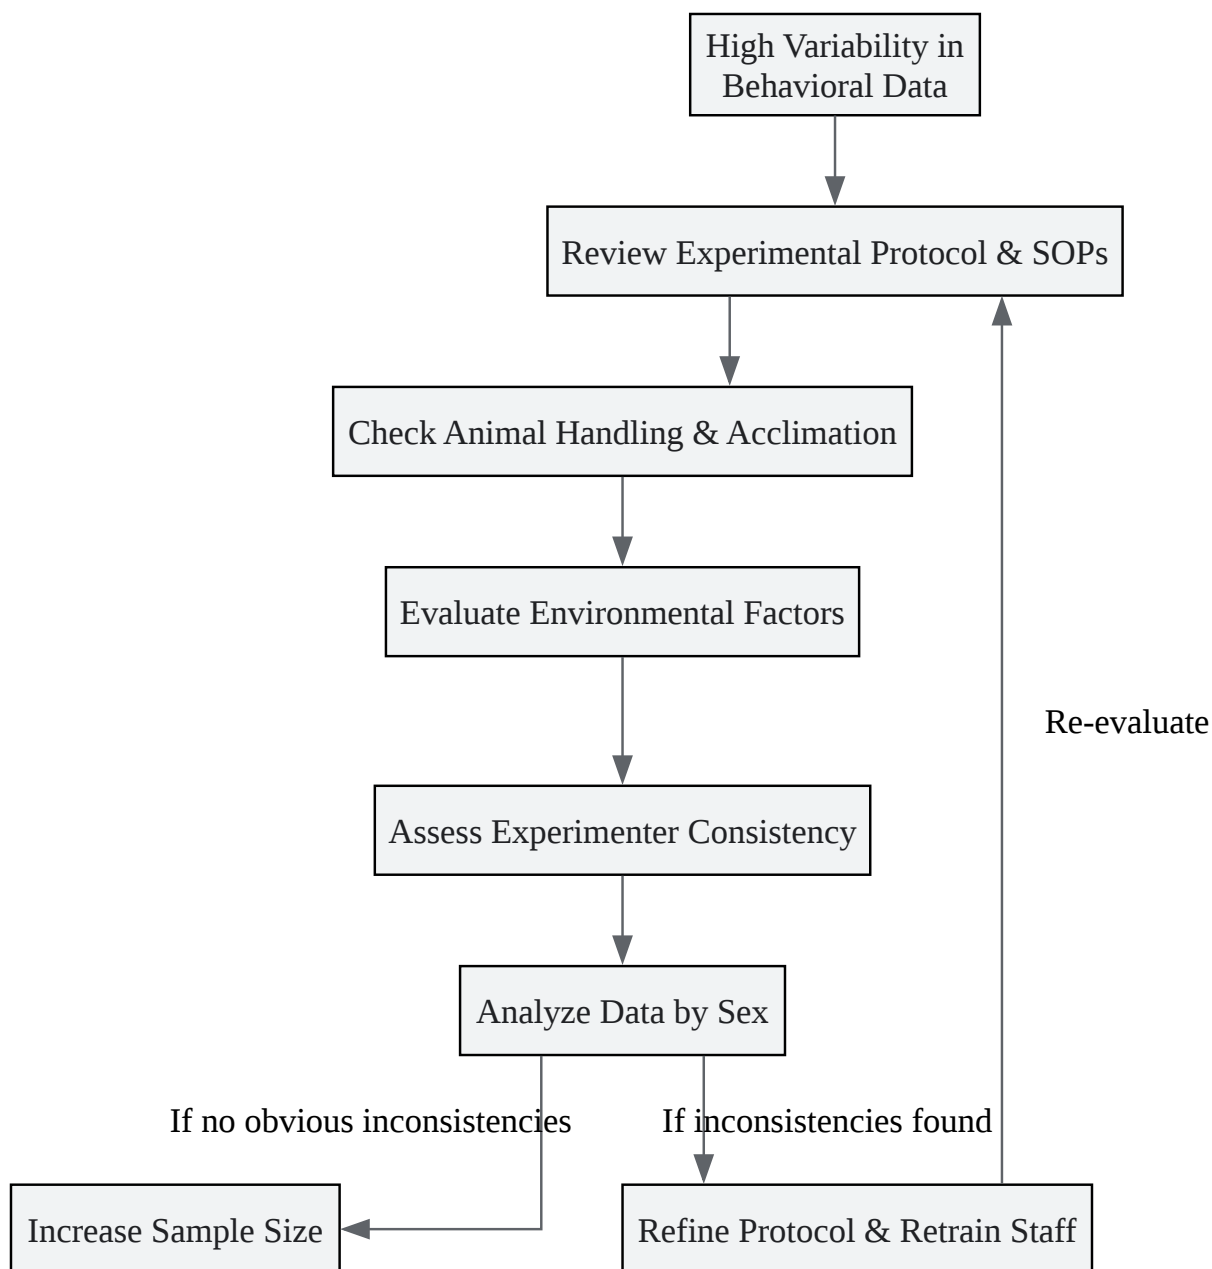 High Variability in
Behavioral Data
Review Experimental Protocol & SOPs
Check Animal Handling & Acclimation
Evaluate Environmental Factors
Re-evaluate
Assess Experimenter Consistency
Analyze Data by Sex
If no obvious inconsistencies
If inconsistencies found
Increase Sample Size
Refine Protocol & Retrain Staff